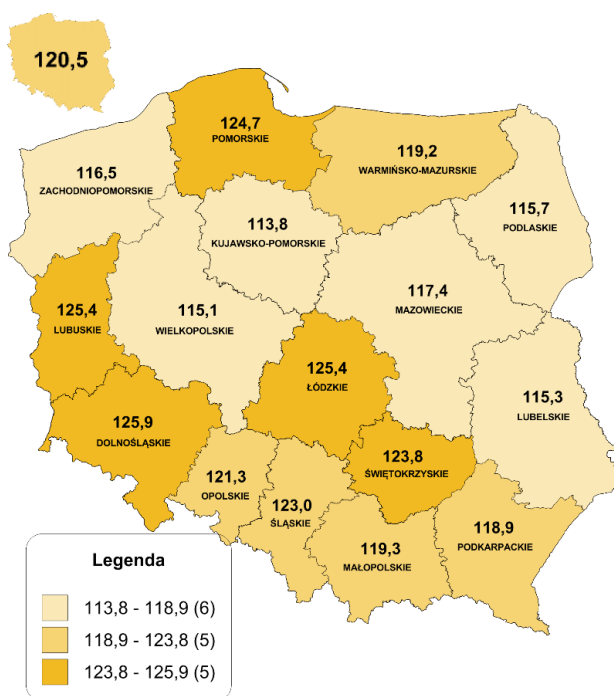 120,5
124,7
POMORSKIE
116,5
ZACHODNIOPOMORSKIE
119,2
WARMIŃSKO-MAZURSKIE
115,7
PODLASKIE
113,8
KUJAWSKO-POMORSKIE
117,4
MAZOWIECKIE
125,4
LUBUSKIE
115,1
WIELKOPOLSKIE
125,4
ŁÓDZKIE
115,3
LUBELSKIE
125,9
DOLNOŚLĄSKIE
123,8
ŚWIĘTOKRZYSKIE
121,3
OPOLSKIE
123,0
ŚLĄSKIE
119,3
MAŁOPOLSKIE
118,9
PODKARPACKIE
Legenda
113,8 - 118,9 (6)
118,9 - 123,8 (5)
123,8 - 125,9 (5)